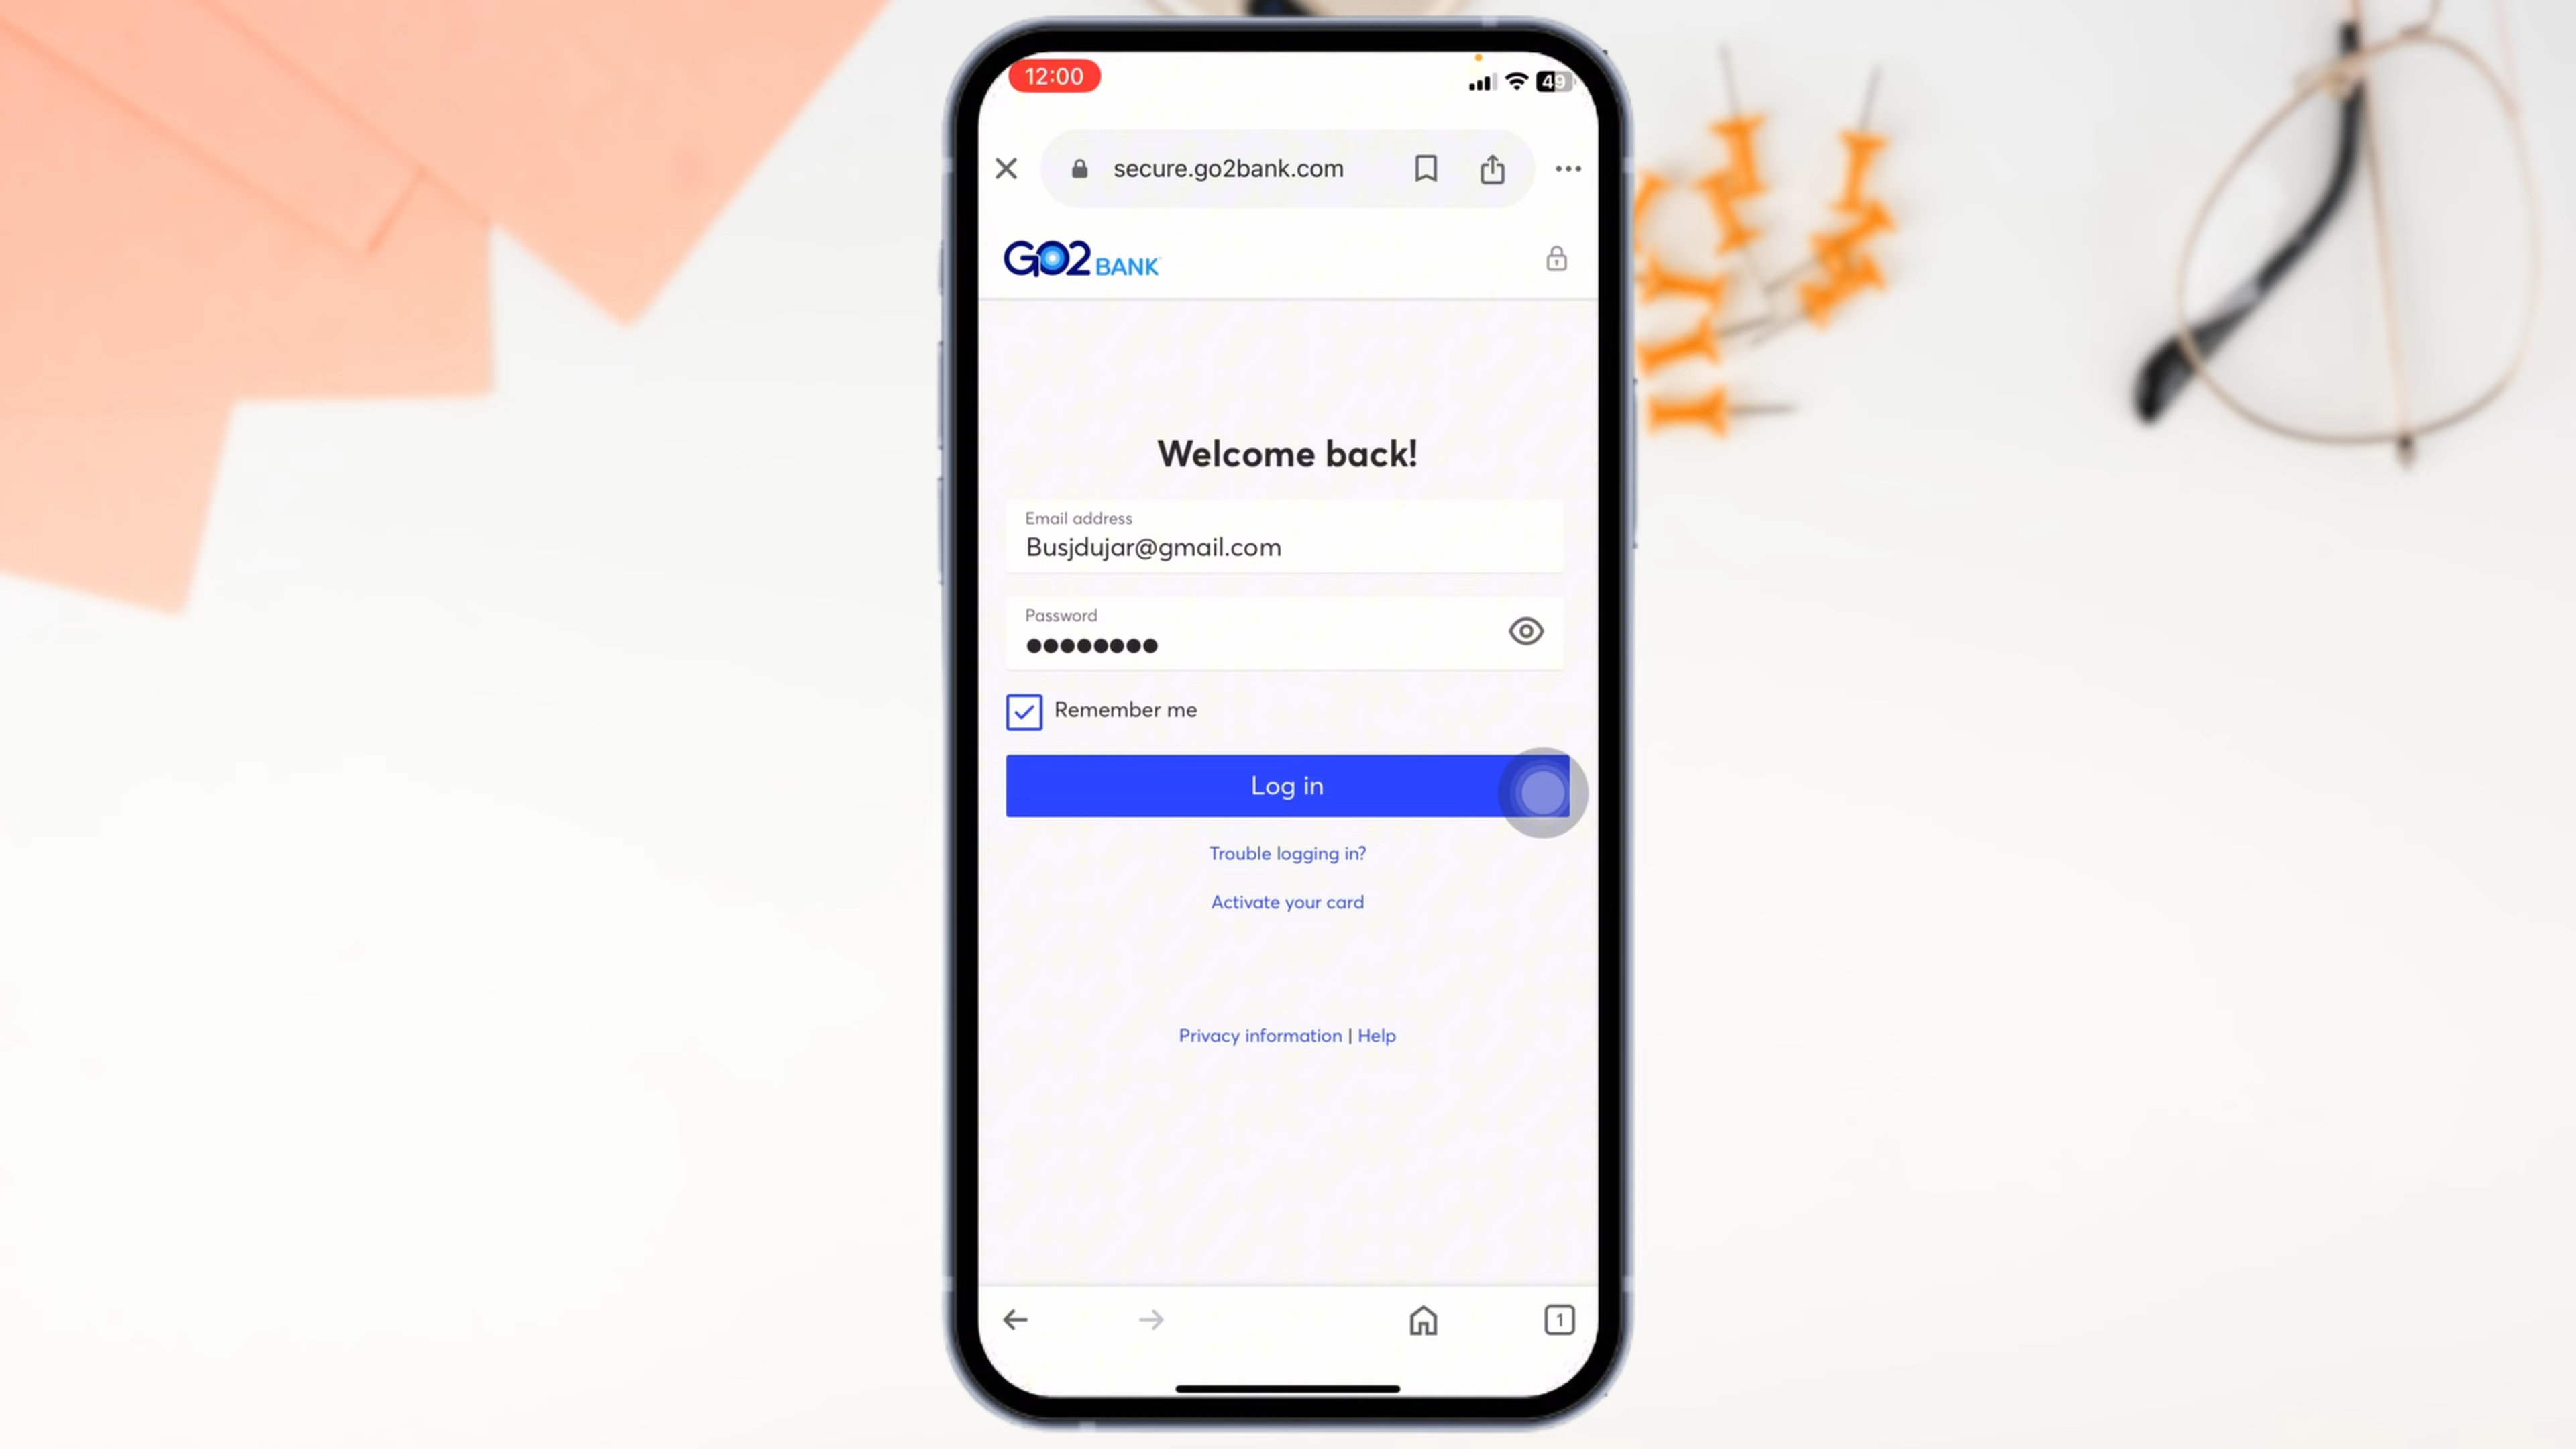 12:00
49
secure.go2bank.com
GO2 BANK
Welcome back!
Email address
Busjdujar@gmail.com
Password
●●●●●●●●
Remember me
Log in
Trouble logging in?
Activate your card
Privacy information | Help
1